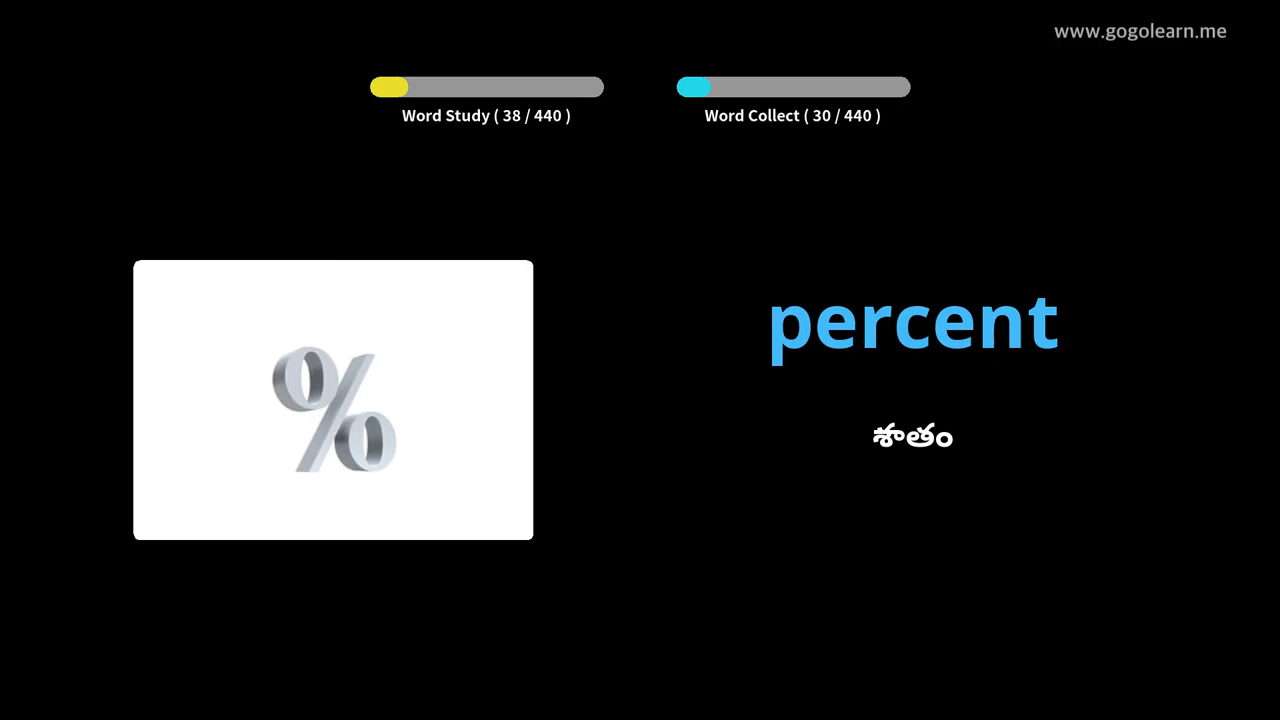 www.gogolearn.me
Word Study ( 38 / 440 )
Word Collect ( 30 / 440 )
%
percent
శాతం